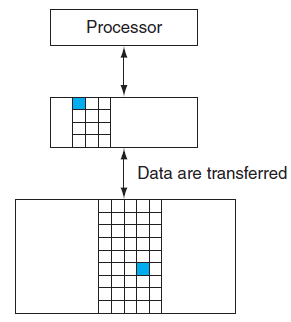 Processor
Data are transferred